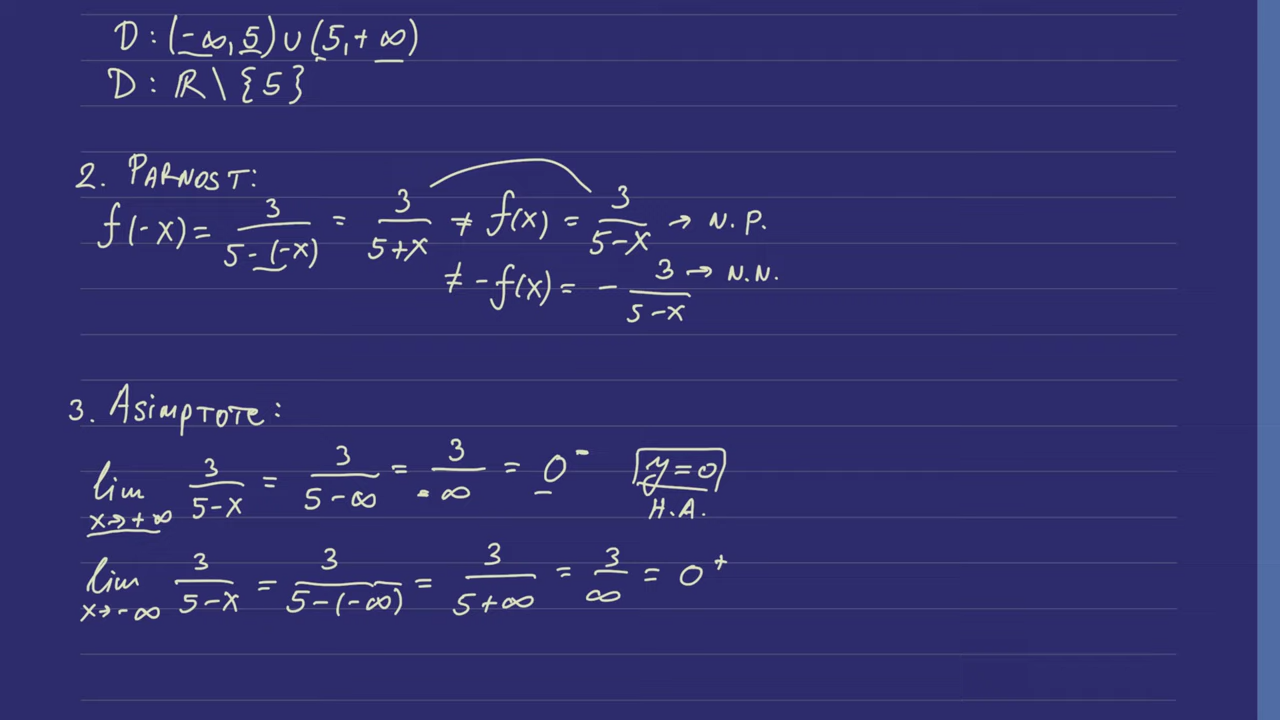 D : (-∞, 5) ∪ (5, +∞)
D : ℝ \ {5}
2. PARNOST:
f(-x) = 3/(5-(-x)) = 3/(5+x) ≠ f(x) = 3/(5-x) → N.P.
≠ -f(x) = - 3/(5-x) → N.N.
3. ASIMPTOTE:
lim x→+∞ 3/(5-x) = 3/(5-∞) = 3/(-∞) = 0⁻ y=0
H.A.
lim x→-∞ 3/(5-x) = 3/(5-(-∞)) = 3/(5+∞) = 3/∞ = 0⁺